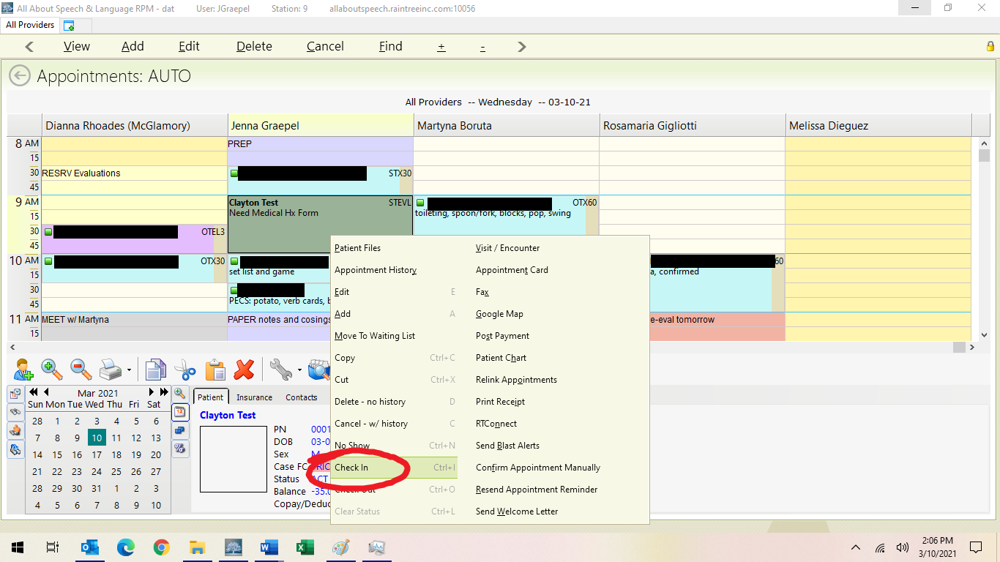 All About Speech & Language RPM - dat User: JGraepel Station: 9 allaboutspeech.raintreeinc.com:10056
All Providers
View Add Edit Delete Cancel Find + -
Appointments: AUTO
All Providers -- Wednesday -- 03-10-21
Dianna Rhoades (McGlamory) Jenna Graepel Martyna Boruta Rosamaria Gigliotti Melissa Dieguez
8 AM PREP
15
30 RESRV Evaluations STX30
45
9 AM Clayton Test STEVL OTX60
15 Need Medical Hx Form toileting, spoon/fork, blocks, pop, swing
30 OTEL3
45
10 AM OTX30 60
15 set list and game a, confirmed
30
45 PECS: potato, verb cards, b
11 AM MEET w/ Martyna PAPER notes and cosings e-eval tomorrow
15
Patient Files Visit / Encounter
Appointment History Appointment Card
Edit E Fax
Add A Google Map
Move To Waiting List Post Payment
Copy Ctrl+C Patient Chart
Cut Ctrl+X Relink Appointments
Delete - no history D Print Receipt
Cancel - w/ history C RTConnect
No Show Ctrl+N Send Blast Alerts
Check In Ctrl+I Confirm Appointment Manually
Check Out Ctrl+O Resend Appointment Reminder
Clear Status Ctrl+L Send Welcome Letter
Mar 2021
Sun Mon Tue Wed Thu Fri Sat
28 1 2 3 4 5 6
7 8 9 10 11 12 13
14 15 16 17 18 19 20
21 22 23 24 25 26 27
28 29 30 31 1 2 3
4 5 6 7 8 9 10
Patient Insurance Contacts
Clayton Test
PN 0001
DOB 03-0
Sex M
Case FC RIC
Status ACT
Balance -35.0
Copay/Deduc
2:06 PM
3/10/2021